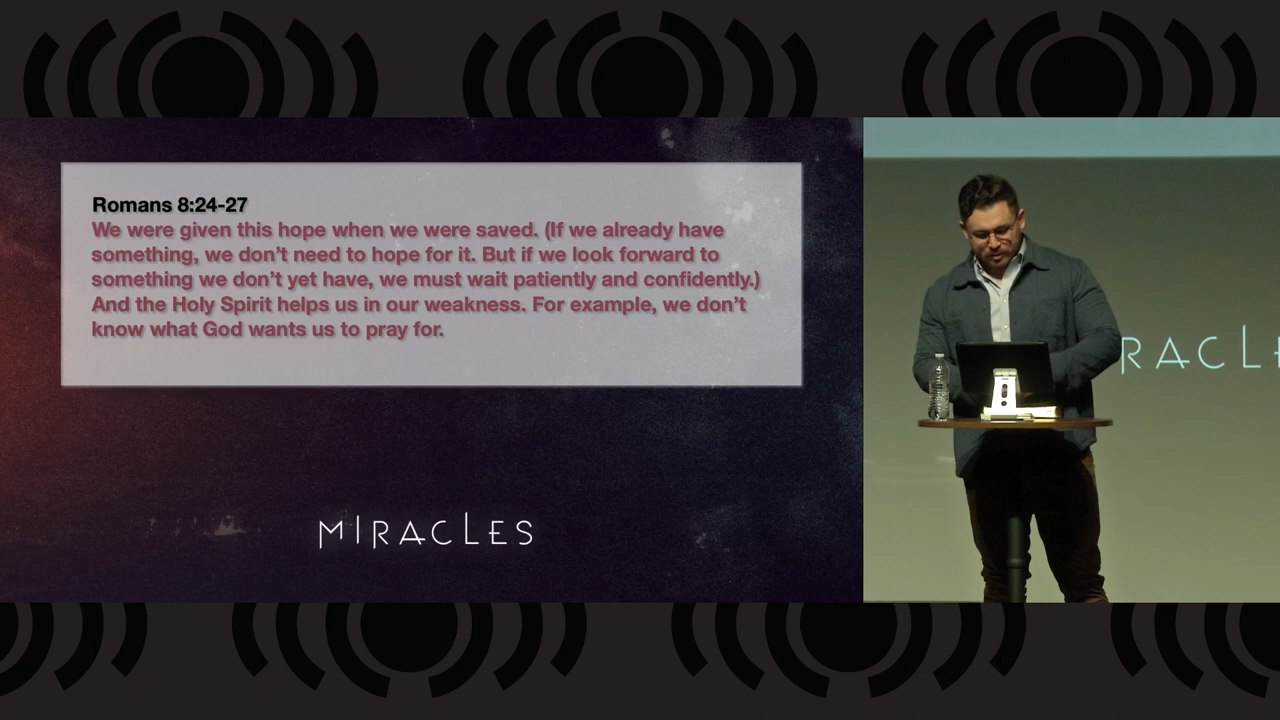 Romans 8:24-27
We were given this hope when we were saved. (If we already have
something, we don’t need to hope for it. But if we look forward to
something we don’t yet have, we must wait patiently and confidently.)
And the Holy Spirit helps us in our weakness. For example, we don’t
know what God wants us to pray for.
MIRACLES
RACLE